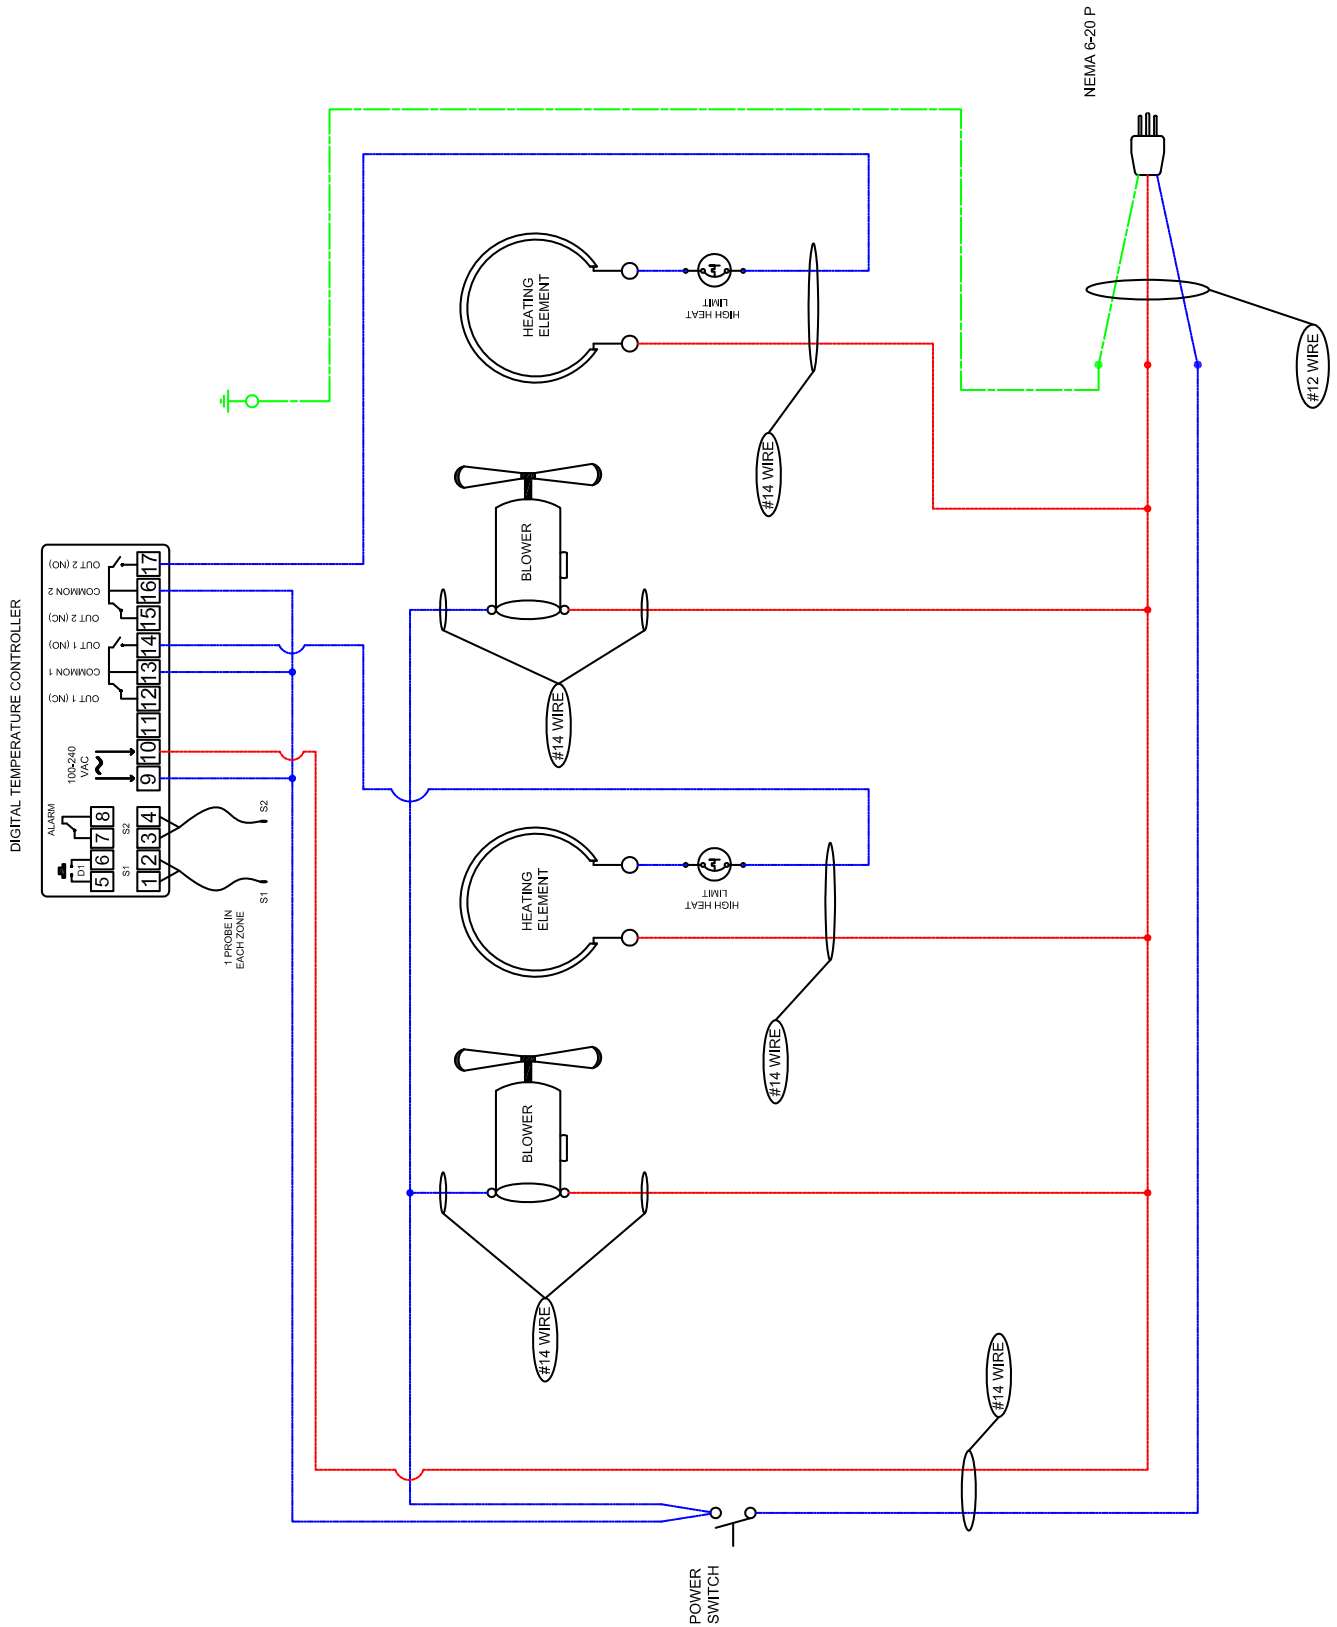 DIGITAL TEMPERATURE CONTROLLER
ALARM
100-240
VAC
OUT 1 (NC)
COMMON 1
OUT 1 (NO)
OUT 2 (NC)
COMMON 2
OUT 2 (NO)
5
6
7
8
D1
S1
S2
1
2
3
4
9
10
11
12
13
14
15
16
17
1 PROBE IN
EACH ZONE
S1
S2
BLOWER
HEATING
ELEMENT
BLOWER
HEATING
ELEMENT
#14 WIRE
#14 WIRE
HIGH HEAT
LIMIT
HIGH HEAT
LIMIT
#14 WIRE
#14 WIRE
POWER
SWITCH
#14 WIRE
NEMA 6-20 P
#12 WIRE